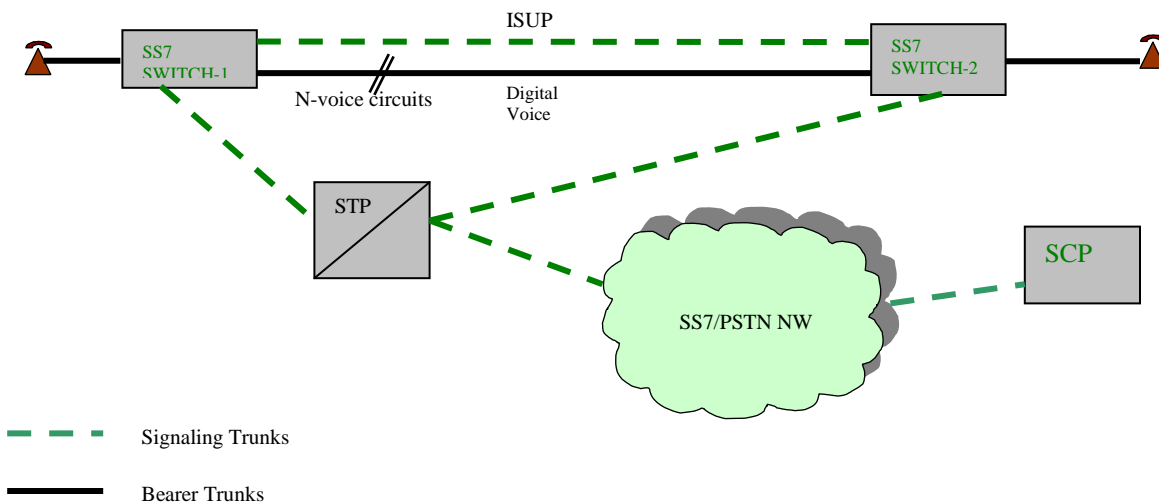 ISUP
SS7
SWITCH-1
SS7
SWITCH-2
N-voice circuits
Digital
Voice
STP
SCP
SS7/PSTN NW
Signaling Trunks
Bearer Trunks